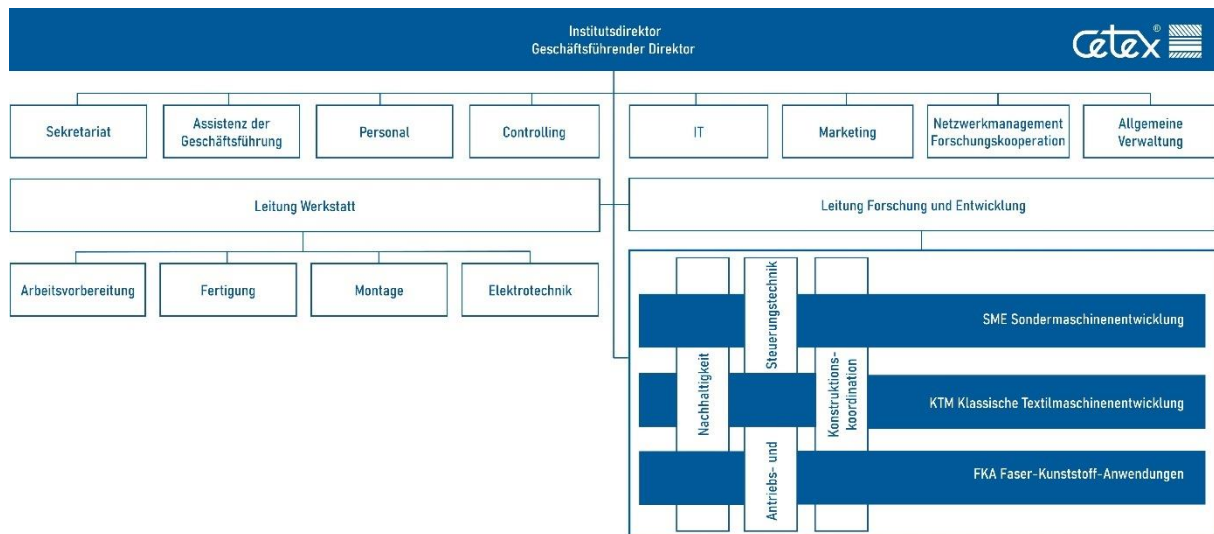 Institutsdirektor
Geschäftsführender Direktor
Cetex®
Sekretariat
Assistenz der
Geschäftsführung
Personal
Controlling
IT
Marketing
Netzwerkmanagement
Forschungskooperation
Allgemeine
Verwaltung
Leitung Werkstatt
Leitung Forschung und Entwicklung
Arbeitsvorbereitung
Fertigung
Montage
Elektrotechnik
Nachhaltigkeit
Antriebs- und
Steuerungstechnik
Konstruktions-
koordination
SME Sondermaschinenentwicklung
KTM Klassische Textilmaschinenentwicklung
FKA Faser-Kunststoff-Anwendungen